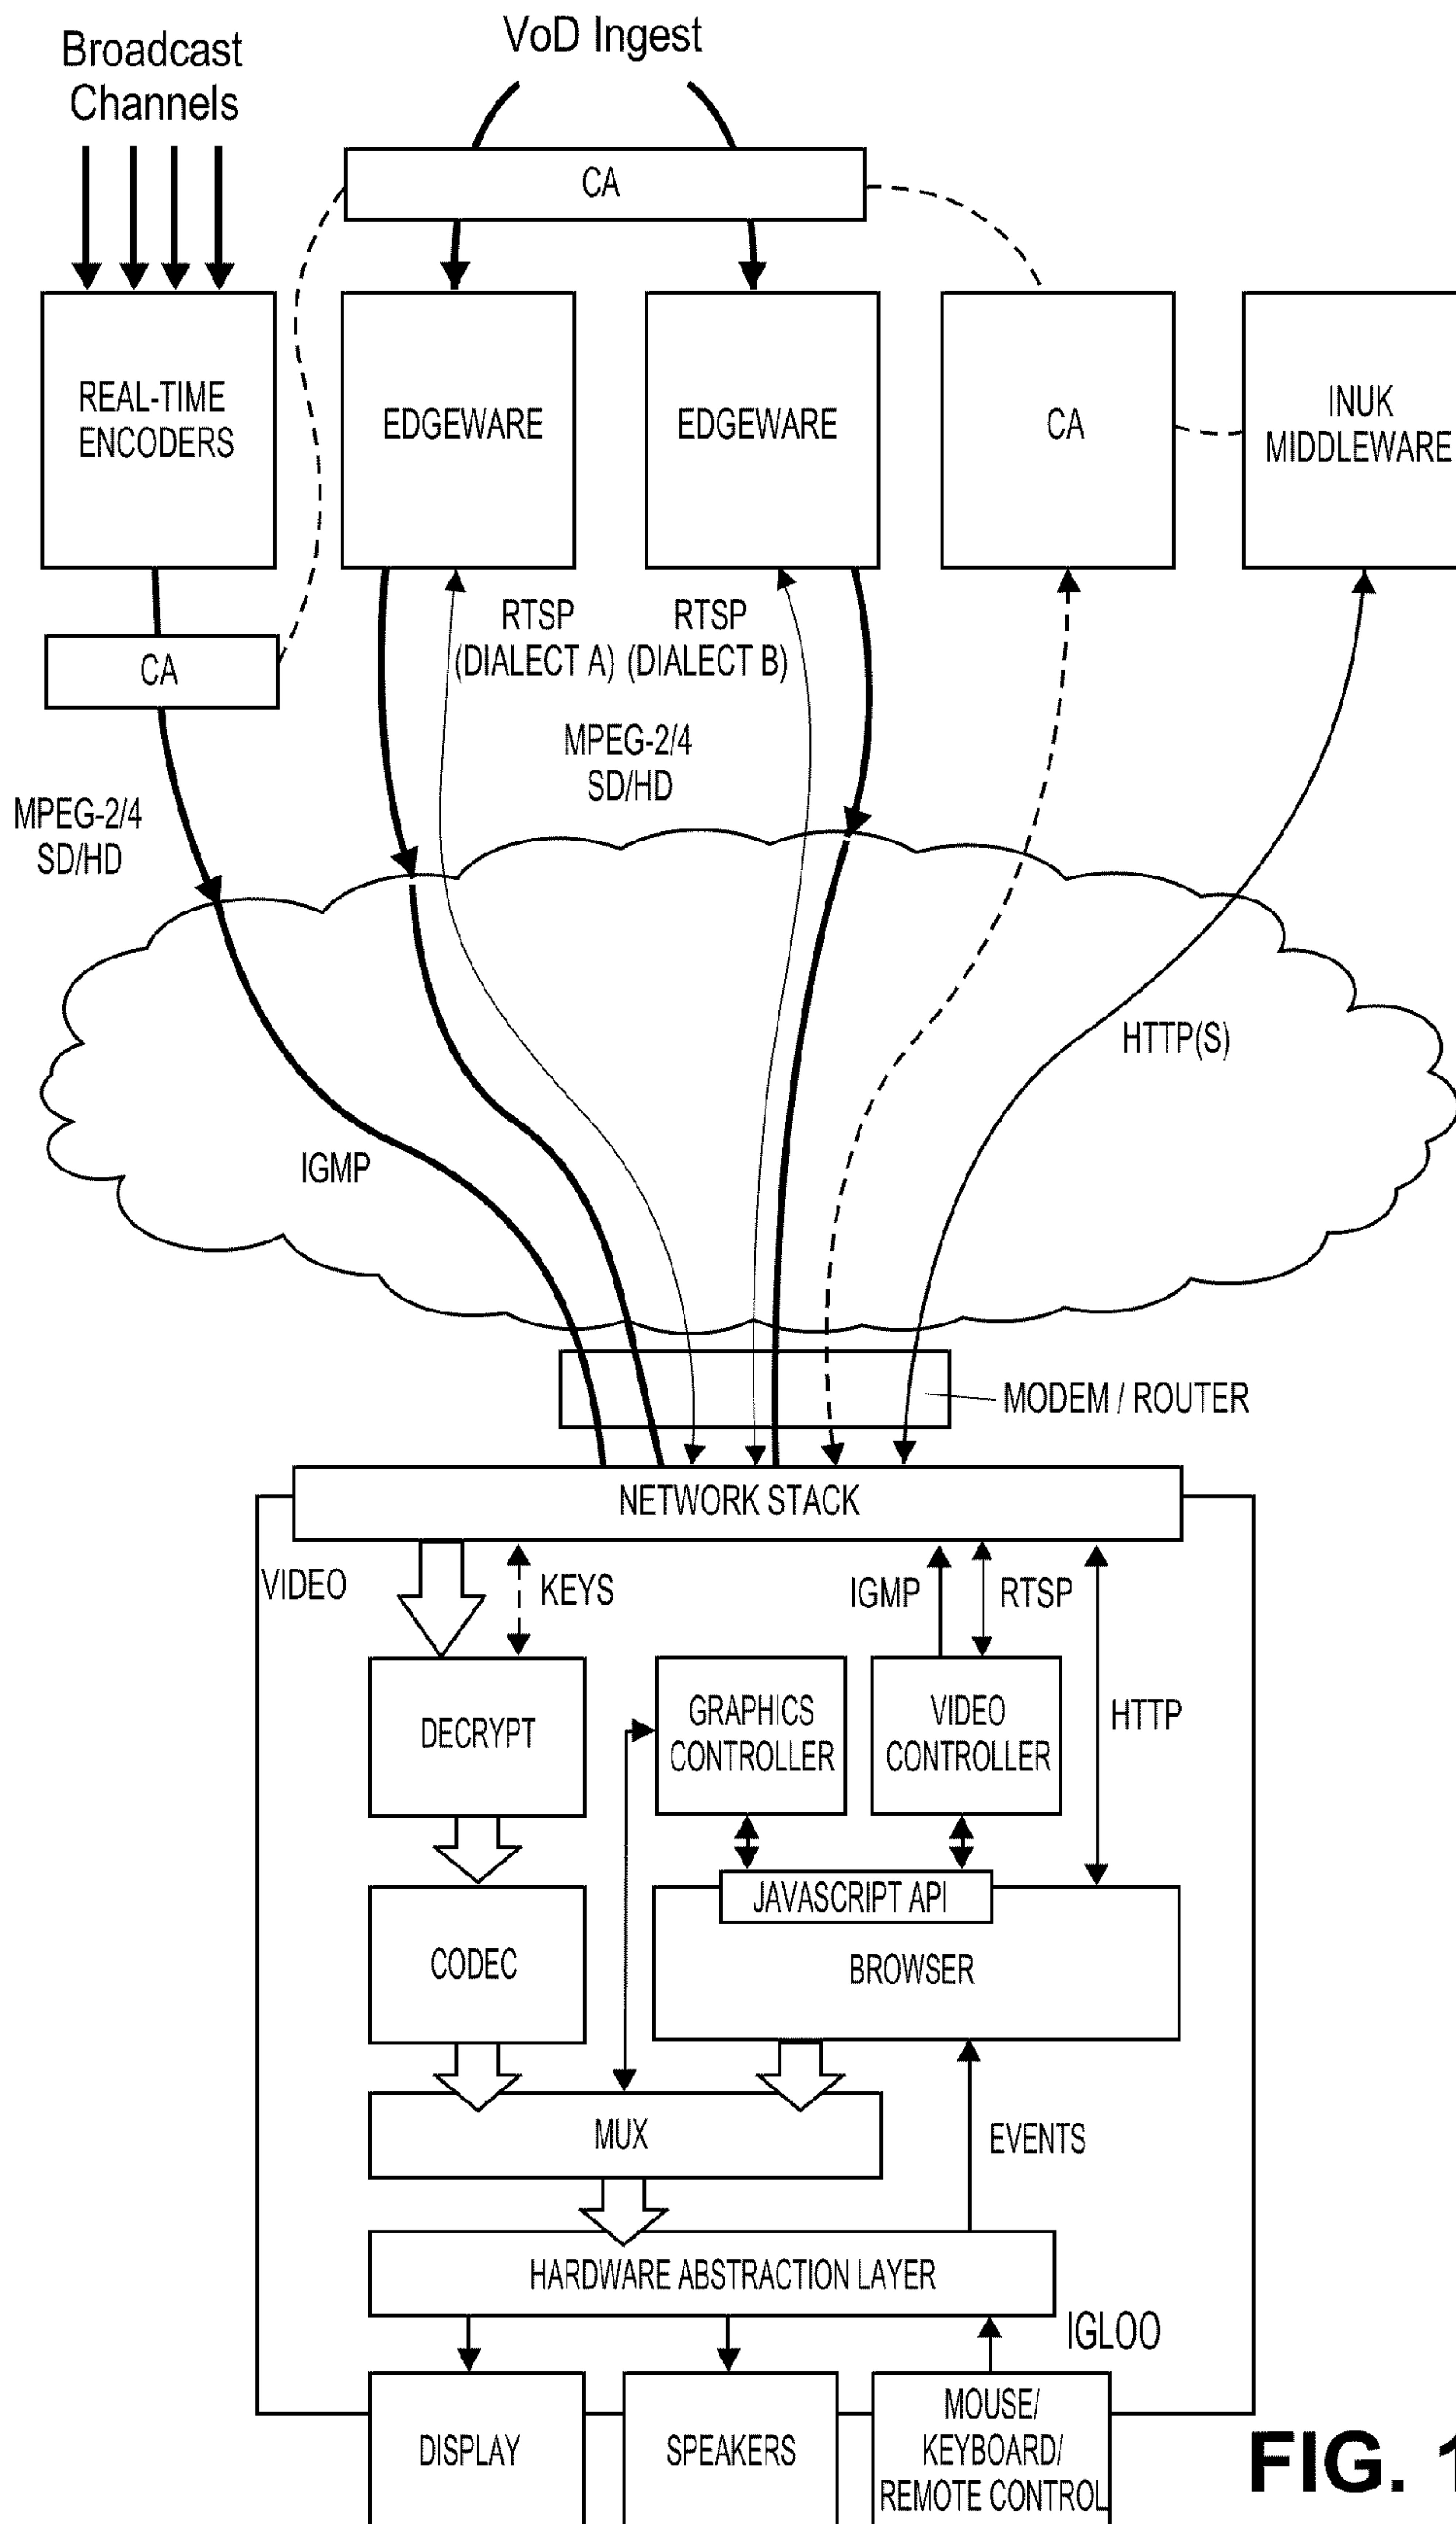 Broadcast
Channels
VoD Ingest
CA
REAL-TIME
ENCODERS
EDGEWARE
EDGEWARE
CA
INUK
MIDDLEWARE
CA
RTSP
(DIALECT A)
RTSP
(DIALECT B)
MPEG-2/4
SD/HD
MPEG-2/4
SD/HD
HTTP(S)
IGMP
MODEM / ROUTER
NETWORK STACK
VIDEO
KEYS
IGMP
RTSP
HTTP
DECRYPT
GRAPHICS
CONTROLLER
VIDEO
CONTROLLER
JAVASCRIPT API
CODEC
BROWSER
MUX
EVENTS
HARDWARE ABSTRACTION LAYER
IGLOO
DISPLAY
SPEAKERS
MOUSE/
KEYBOARD/
REMOTE CONTROL
FIG. 1